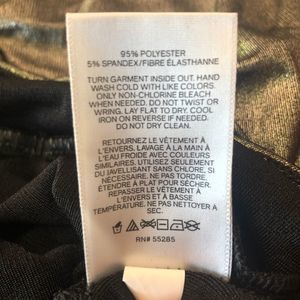 95% POLYESTER
5% SPANDEX/FIBRE ÉLASTHANNE
TURN GARMENT INSIDE OUT. HAND
WASH COLD WITH LIKE COLORS.
ONLY NON-CHLORINE BLEACH
WHEN NEEDED. DO NOT TWIST OR
WRING, LAY FLAT TO DRY. COOL
IRON ON REVERSE IF NEEDED.
DO NOT DRY CLEAN.
RETOURNEZ LE VÊTEMENT À
L'ENVERS, LAVAGE À LA MAIN À
L'EAU FROIDE AVEC COULEURS
SIMILAIRES. UTILISEZ SEULEMENT
DU JAVELLISANT SANS CHLORE, SI
NÉCESSAIRE. NE PAS TORDRE,
ÉTENDRE À PLAT POUR SÉCHAGE.
REPASSER LE VÊTEMENT À
L'ENVERS ET À BASSE
TEMPÉRATURE. NE PAS NETTOYER À
SEC.
RN# 55285